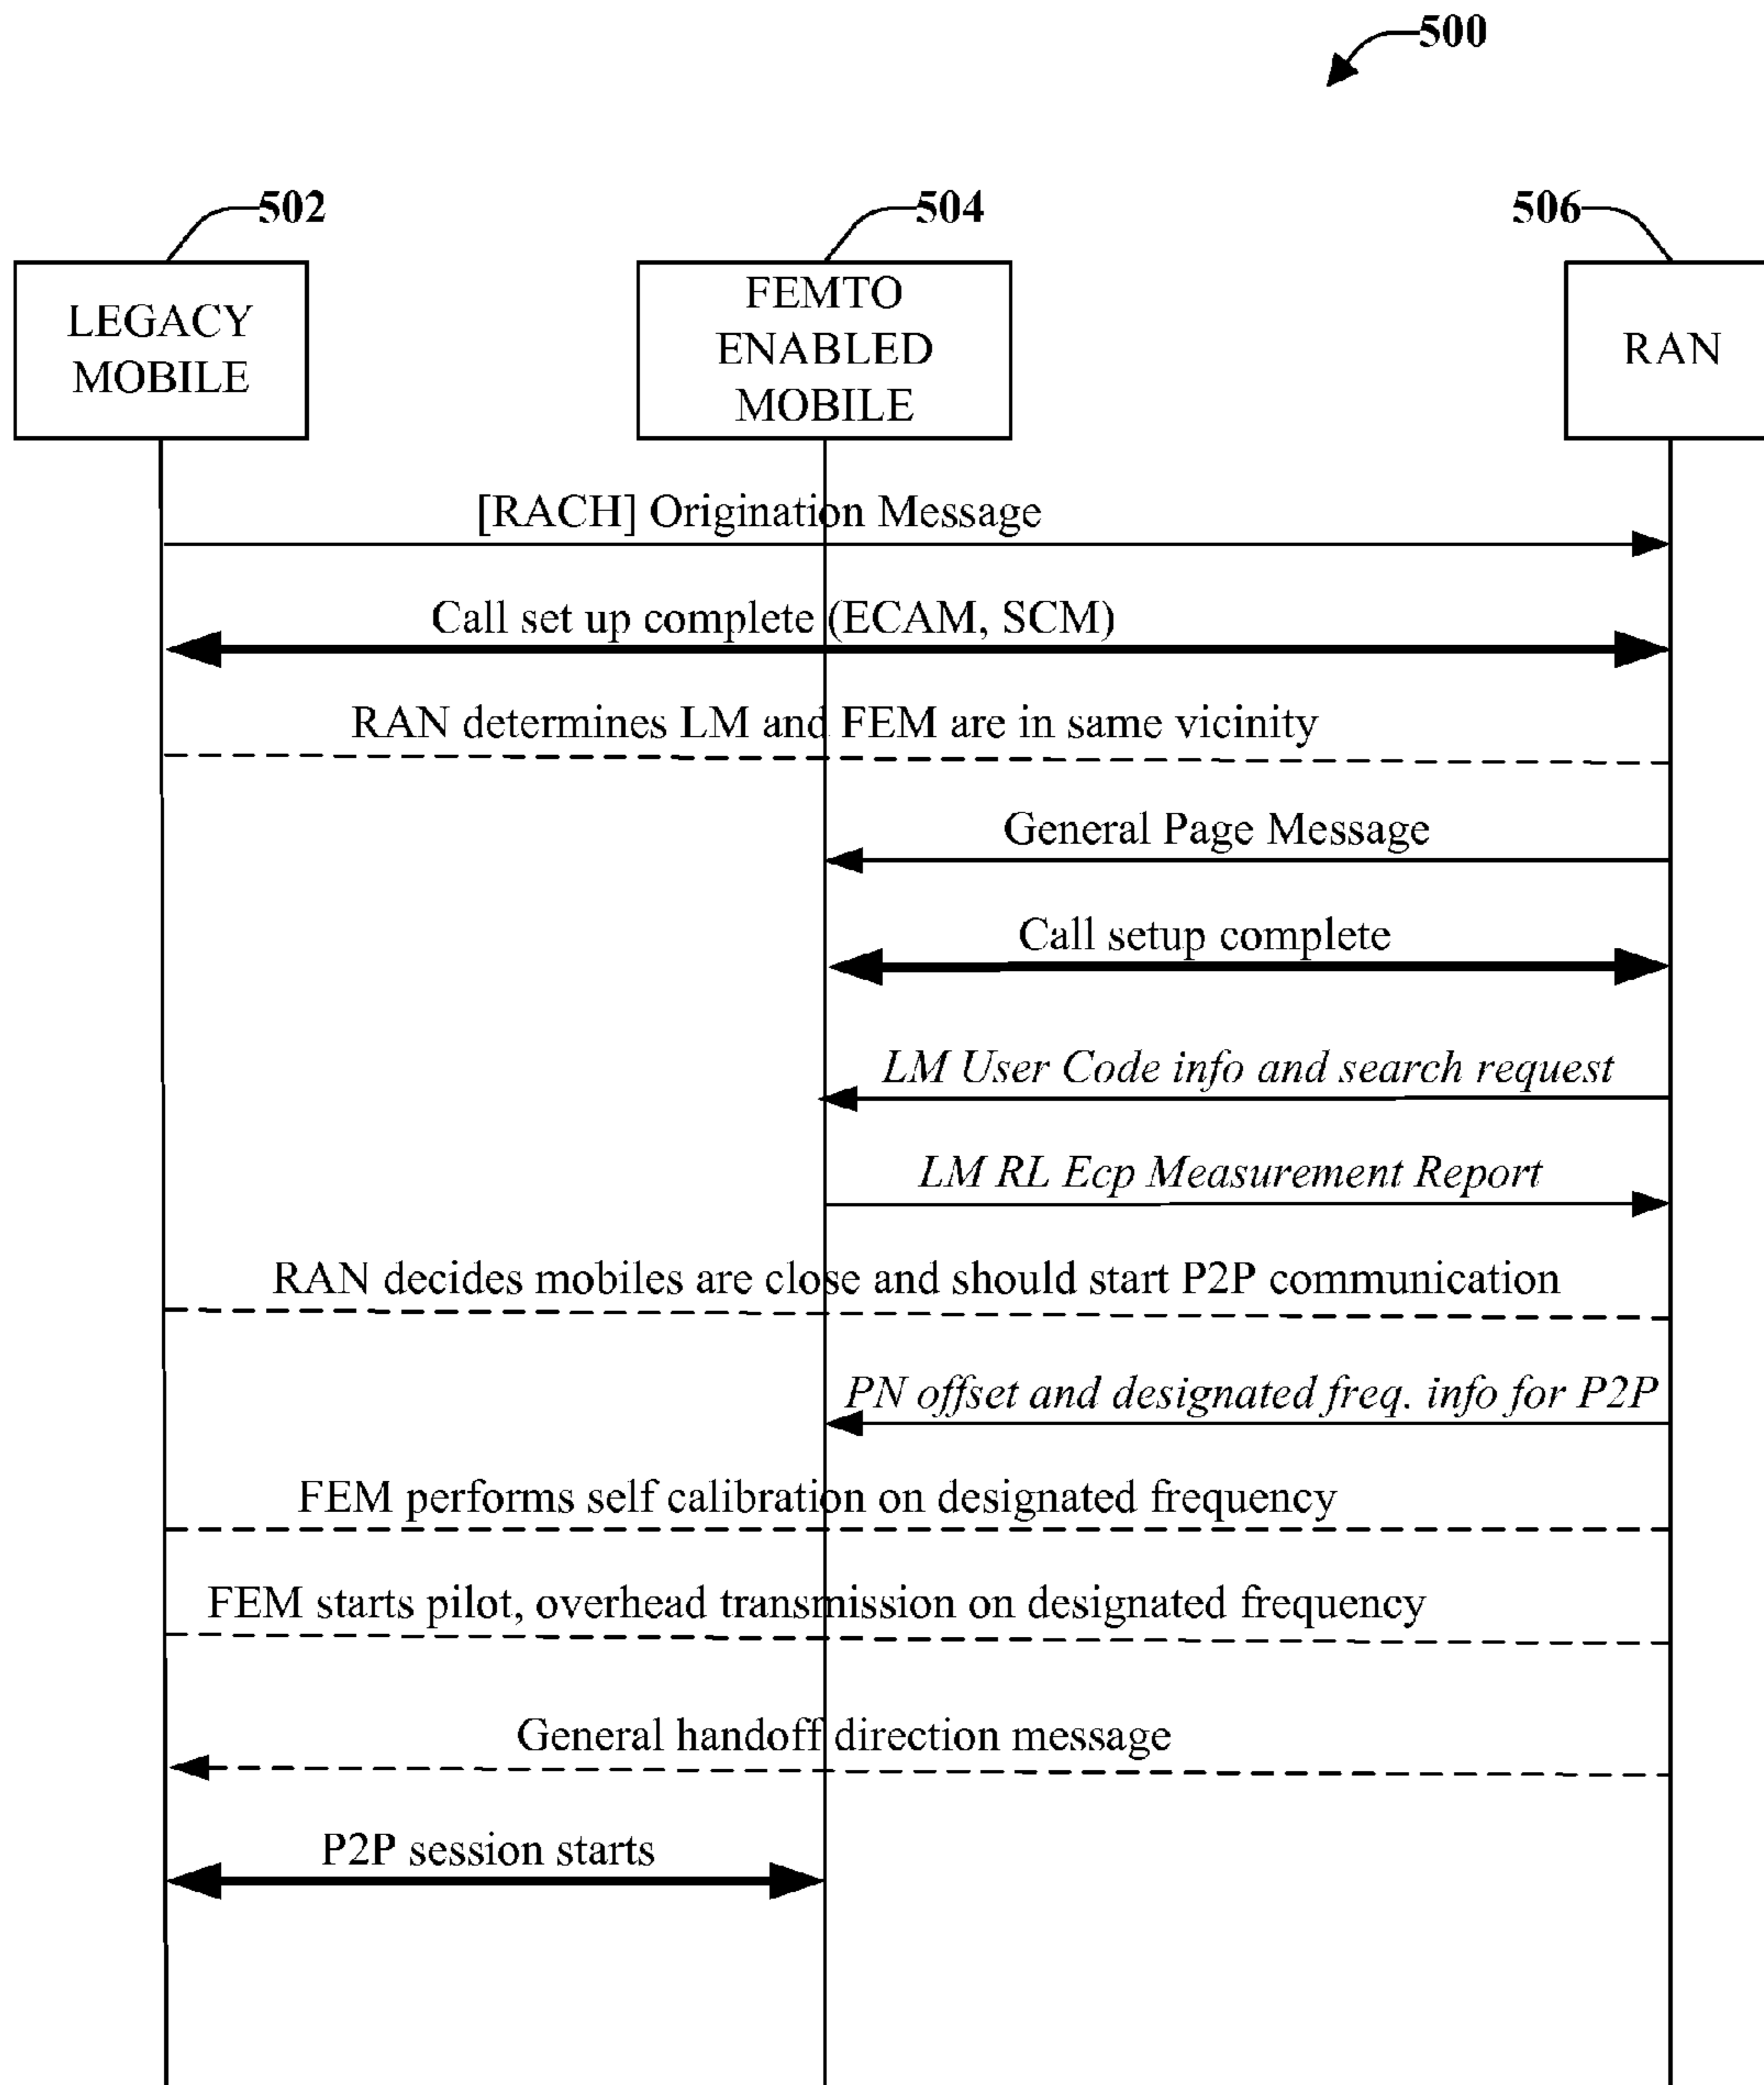 500
502
504
506
LEGACY
MOBILE
FEMTO
ENABLED
MOBILE
RAN
[RACH] Origination Message
Call set up complete (ECAM, SCM)
RAN determines LM and FEM are in same vicinity
General Page Message
Call setup complete
LM User Code info and search request
LM RL Ecp Measurement Report
RAN decides mobiles are close and should start P2P communication
PN offset and designated freq. info for P2P
FEM performs self calibration on designated frequency
FEM starts pilot, overhead transmission on designated frequency
General handoff direction message
P2P session starts